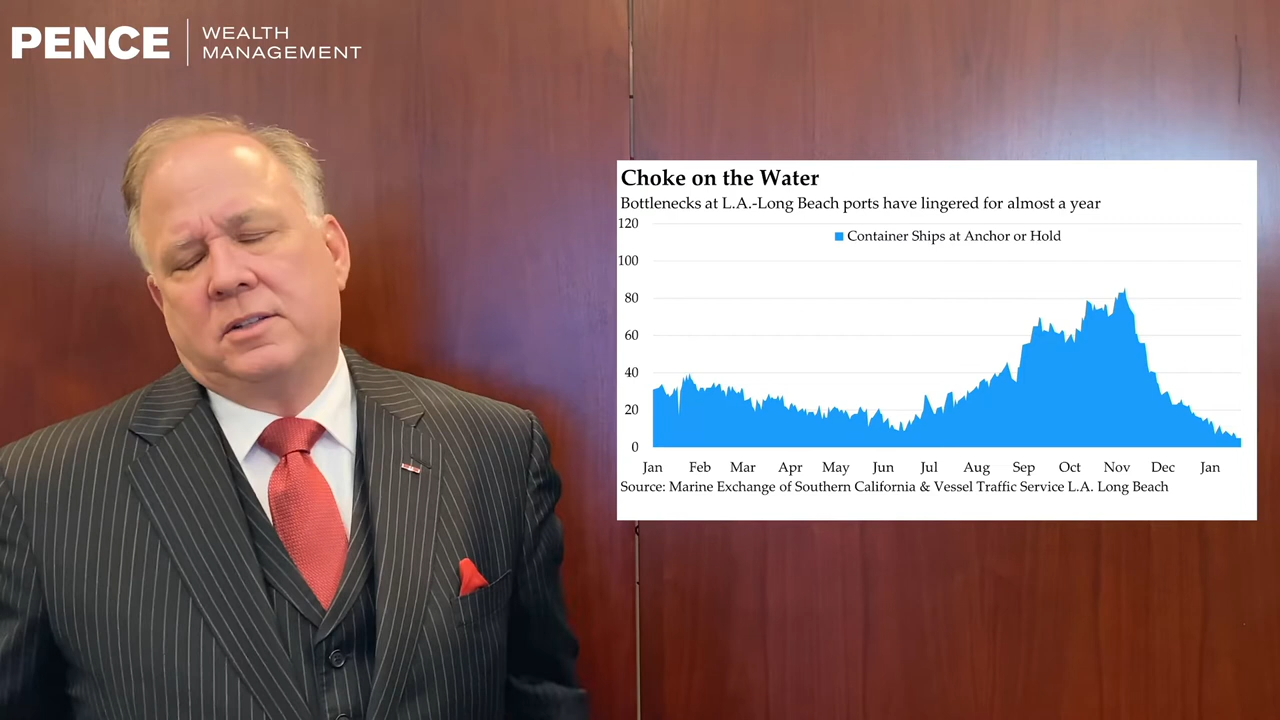 PENCE
WEALTH
MANAGEMENT
Choke on the Water
Bottlenecks at L.A.-Long Beach ports have lingered for almost a year
120
Container Ships at Anchor or Hold
100
80
60
40
20
0
Jan Feb Mar Apr May Jun Jul Aug Sep Oct Nov Dec Jan
Source: Marine Exchange of Southern California & Vessel Traffic Service L.A. Long Beach